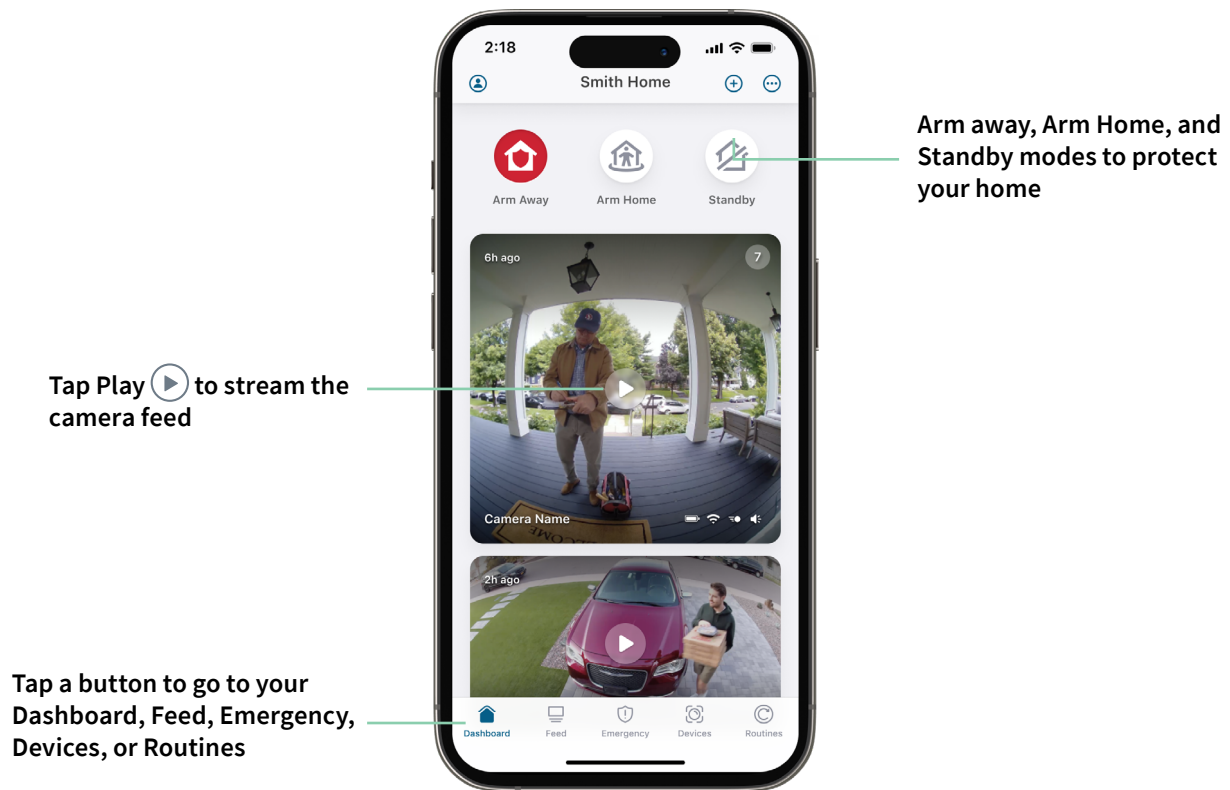 2:18
Smith Home
Arm Away
Arm Home
Standby
Arm away, Arm Home, and
Standby modes to protect
your home
6h ago
7
Tap Play to stream the
camera feed
Camera Name
WELCOME
2h ago
Tap a button to go to your
Dashboard, Feed, Emergency,
Devices, or Routines
Dashboard
Feed
Emergency
Devices
Routines